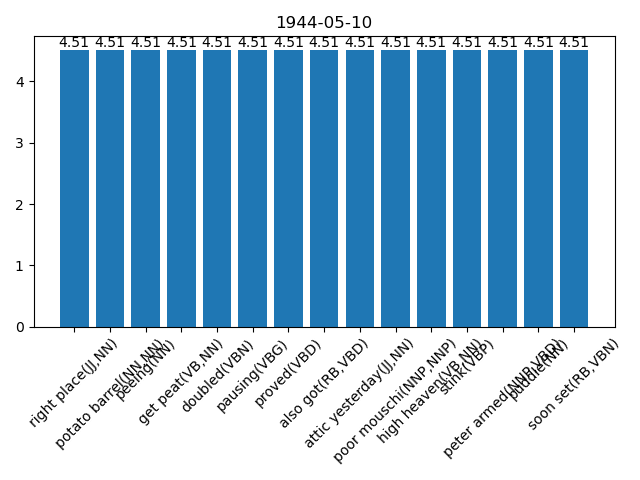 1944-05-10
4.51 4.51 4.51 4.51 4.51 4.51 4.51 4.51 4.51 4.51 4.51 4.51 4.51 4.51 4.51
4
3
2
1
0
right place(JJ,NN)
potato barrel(NN,NN)
peeling(NN)
get peat(VB,NN)
doubled(VBN)
pausing(VBG)
proved(VBD)
also got(RB,VBD)
attic yesterday(JJ,NN)
poor mouschi(NNP,NNP)
high heaven(VB,NN)
stink(VBP)
peter armed(NNP,VBD)
puddle(NN)
soon set(RB,VBN)